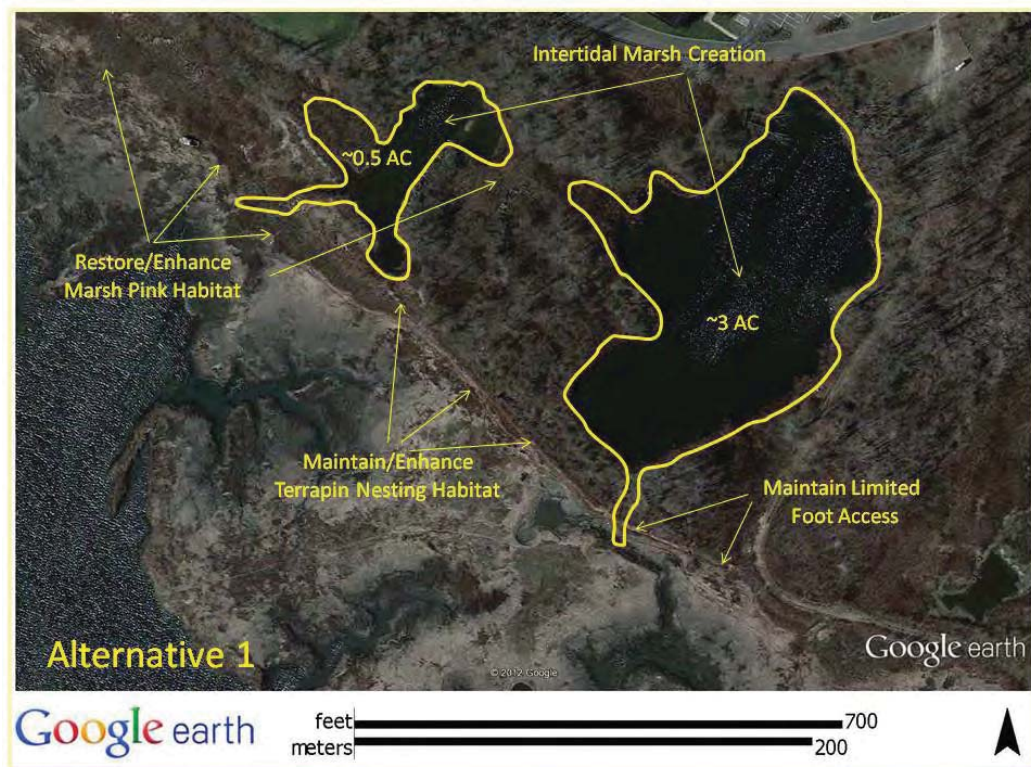 Intertidal Marsh Creation
~0.5 AC
Restore/Enhance
Marsh Pink Habitat
~3 AC
Maintain/Enhance
Terrapin Nesting Habitat
Maintain Limited
Foot Access
Alternative 1
Google earth
© 2012 Google
Google earth
feet 700
meters 200